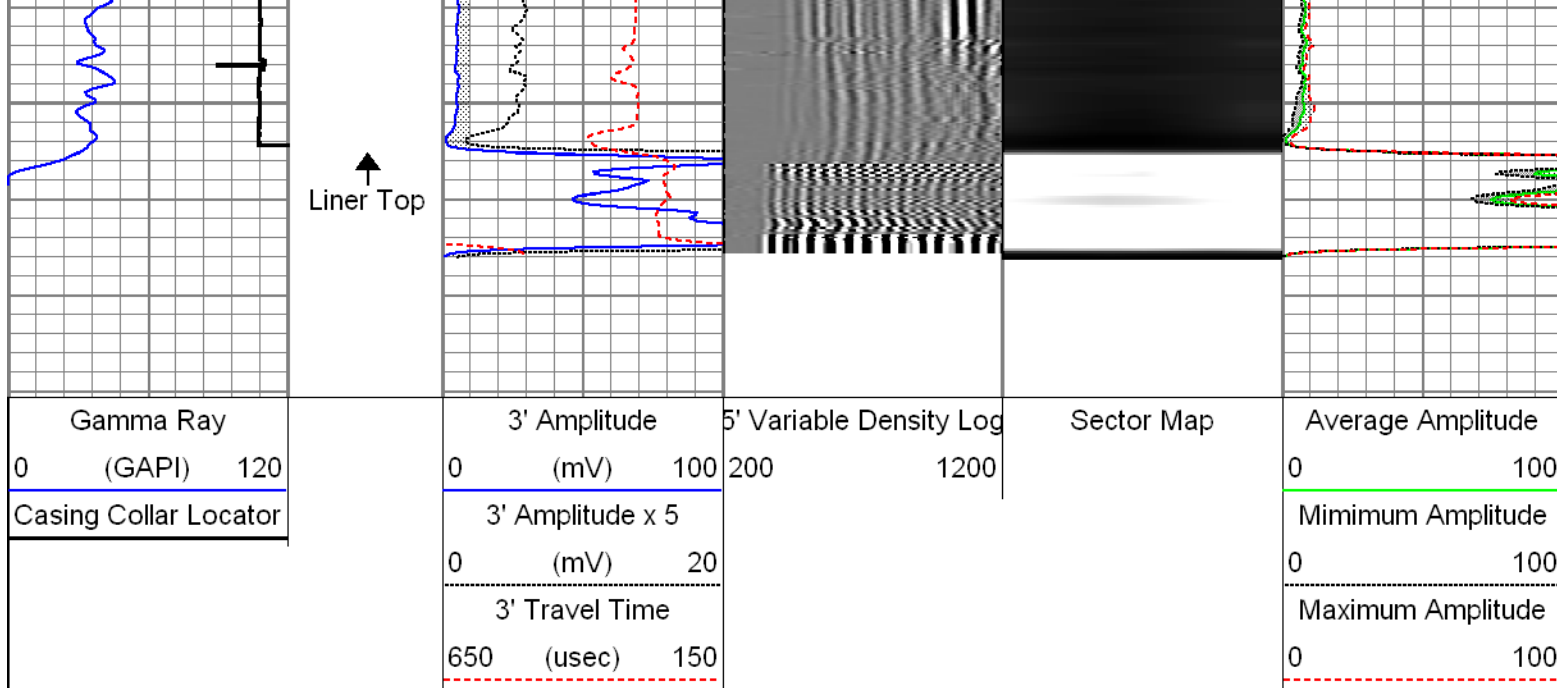 Liner Top
Gamma Ray
0 (GAPI) 120
Casing Collar Locator
3' Amplitude
0 (mV) 100
3' Amplitude x 5
0 (mV) 20
3' Travel Time
650 (usec) 150
5' Variable Density Log
200 1200
Sector Map
Average Amplitude
0 100
Mimimum Amplitude
0 100
Maximum Amplitude
0 100